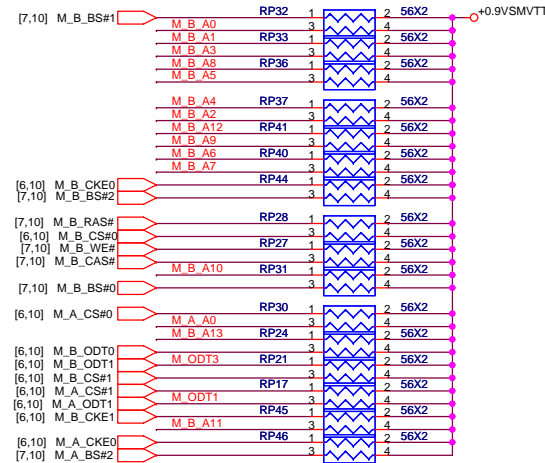 [7,10] M_B_BS#1 RP32 1 2 56X2 +0.9VSMVTT
M_B_A0 3 4
M_B_A1 RP33 1 2 56X2
M_B_A3 3 4
M_B_A8 RP36 1 2 56X2
M_B_A5 3 4
M_B_A4 RP37 1 2 56X2
M_B_A2 3 4
M_B_A12 RP41 1 2 56X2
M_B_A9 3 4
M_B_A6 RP40 1 2 56X2
M_B_A7 3 4
[6,10] M_B_CKE0 RP44 1 2 56X2
[7,10] M_B_BS#2 3 4
[7,10] M_B_RAS# RP28 1 2 56X2
[6,10] M_B_CS#0 3 4
[7,10] M_B_WE# RP27 1 2 56X2
[7,10] M_B_CAS# 3 4
M_B_A10 RP31 1 2 56X2
[7,10] M_B_BS#0 3 4
[6,10] M_A_CS#0 RP30 1 2 56X2
M_A_A0 3 4
M_B_A13 RP24 1 2 56X2
[6,10] M_B_ODT0 3 4
[6,10] M_B_ODT1 M_ODT3 RP21 1 2 56X2
[6,10] M_B_CS#1 3 4
[6,10] M_A_CS#1 RP17 1 2 56X2
[6,10] M_A_ODT1 M_ODT1 3 4
[6,10] M_B_CKE1 RP45 1 2 56X2
M_B_A11 3 4
[6,10] M_A_CKE0 RP46 1 2 56X2
[7,10] M_A_BS#2 3 4